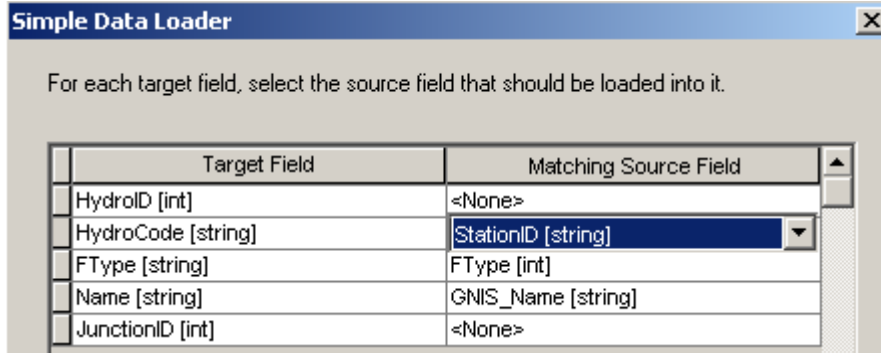 Simple Data Loader
For each target field, select the source field that should be loaded into it.
Target Field Matching Source Field
HydroID [int] <None>
HydroCode [string] StationID [string]
FType [string] FType [int]
Name [string] GNIS_Name [string]
JunctionID [int] <None>